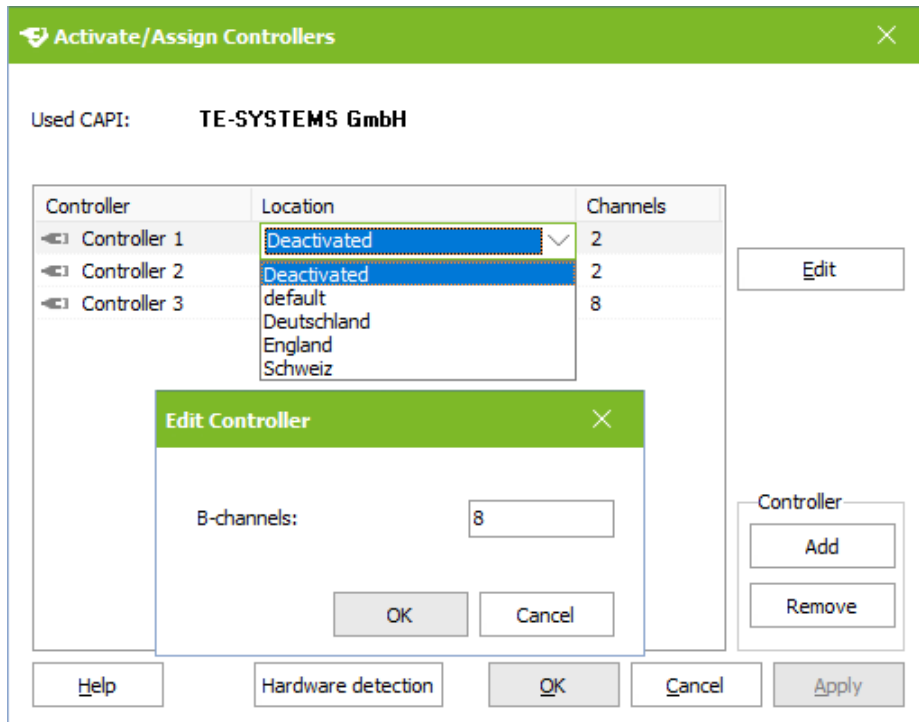 Activate/Assign Controllers
Used CAPI: TE-SYSTEMS GmbH
Controller Location Channels
Controller 1 Deactivated 2
Controller 2 Deactivated 2
Controller 3 default 8
Deutschland
England
Schweiz
Edit
Edit Controller
B-channels: 8
OK Cancel
Controller
Add
Remove
Help Hardware detection OK Cancel Apply